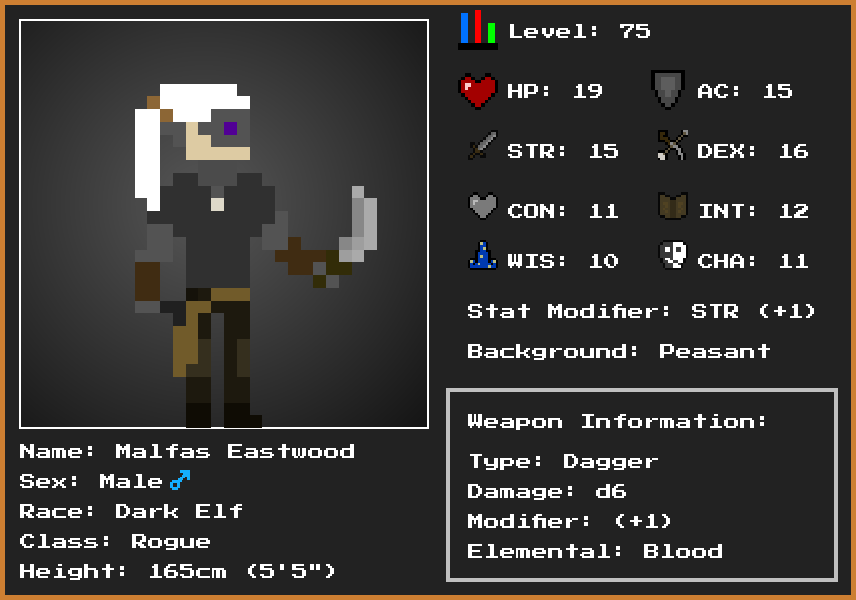 Level: 75
HP: 19
AC: 15
STR: 15
DEX: 16
CON: 11
INT: 12
WIS: 10
CHA: 11
Stat Modifier: STR (+1)
Background: Peasant
Weapon Information:
Type: Dagger
Damage: d6
Modifier: (+1)
Elemental: Blood
Name: Malfas Eastwood
Sex: Male ♂
Race: Dark Elf
Class: Rogue
Height: 165cm (5'5")